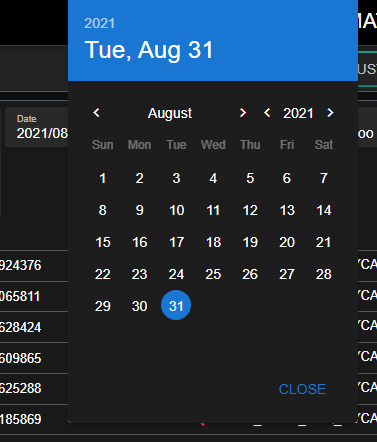 2021
Tue, Aug 31
Date
2021/08
August 2021
Sun Mon Tue Wed Thu Fri Sat
1 2 3 4 5 6 7
8 9 10 11 12 13 14
15 16 17 18 19 20 21
22 23 24 25 26 27 28
29 30 31
CLOSE
MAT
UST
oo
924376
065811
628424
609865
625288
185869
YCA
YCA
YCA
YCA
YCA